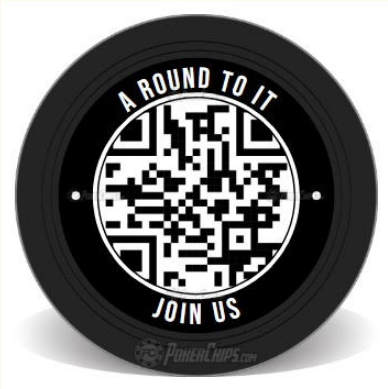 A ROUND TO IT
JOIN US
POKERCHIPS.COM